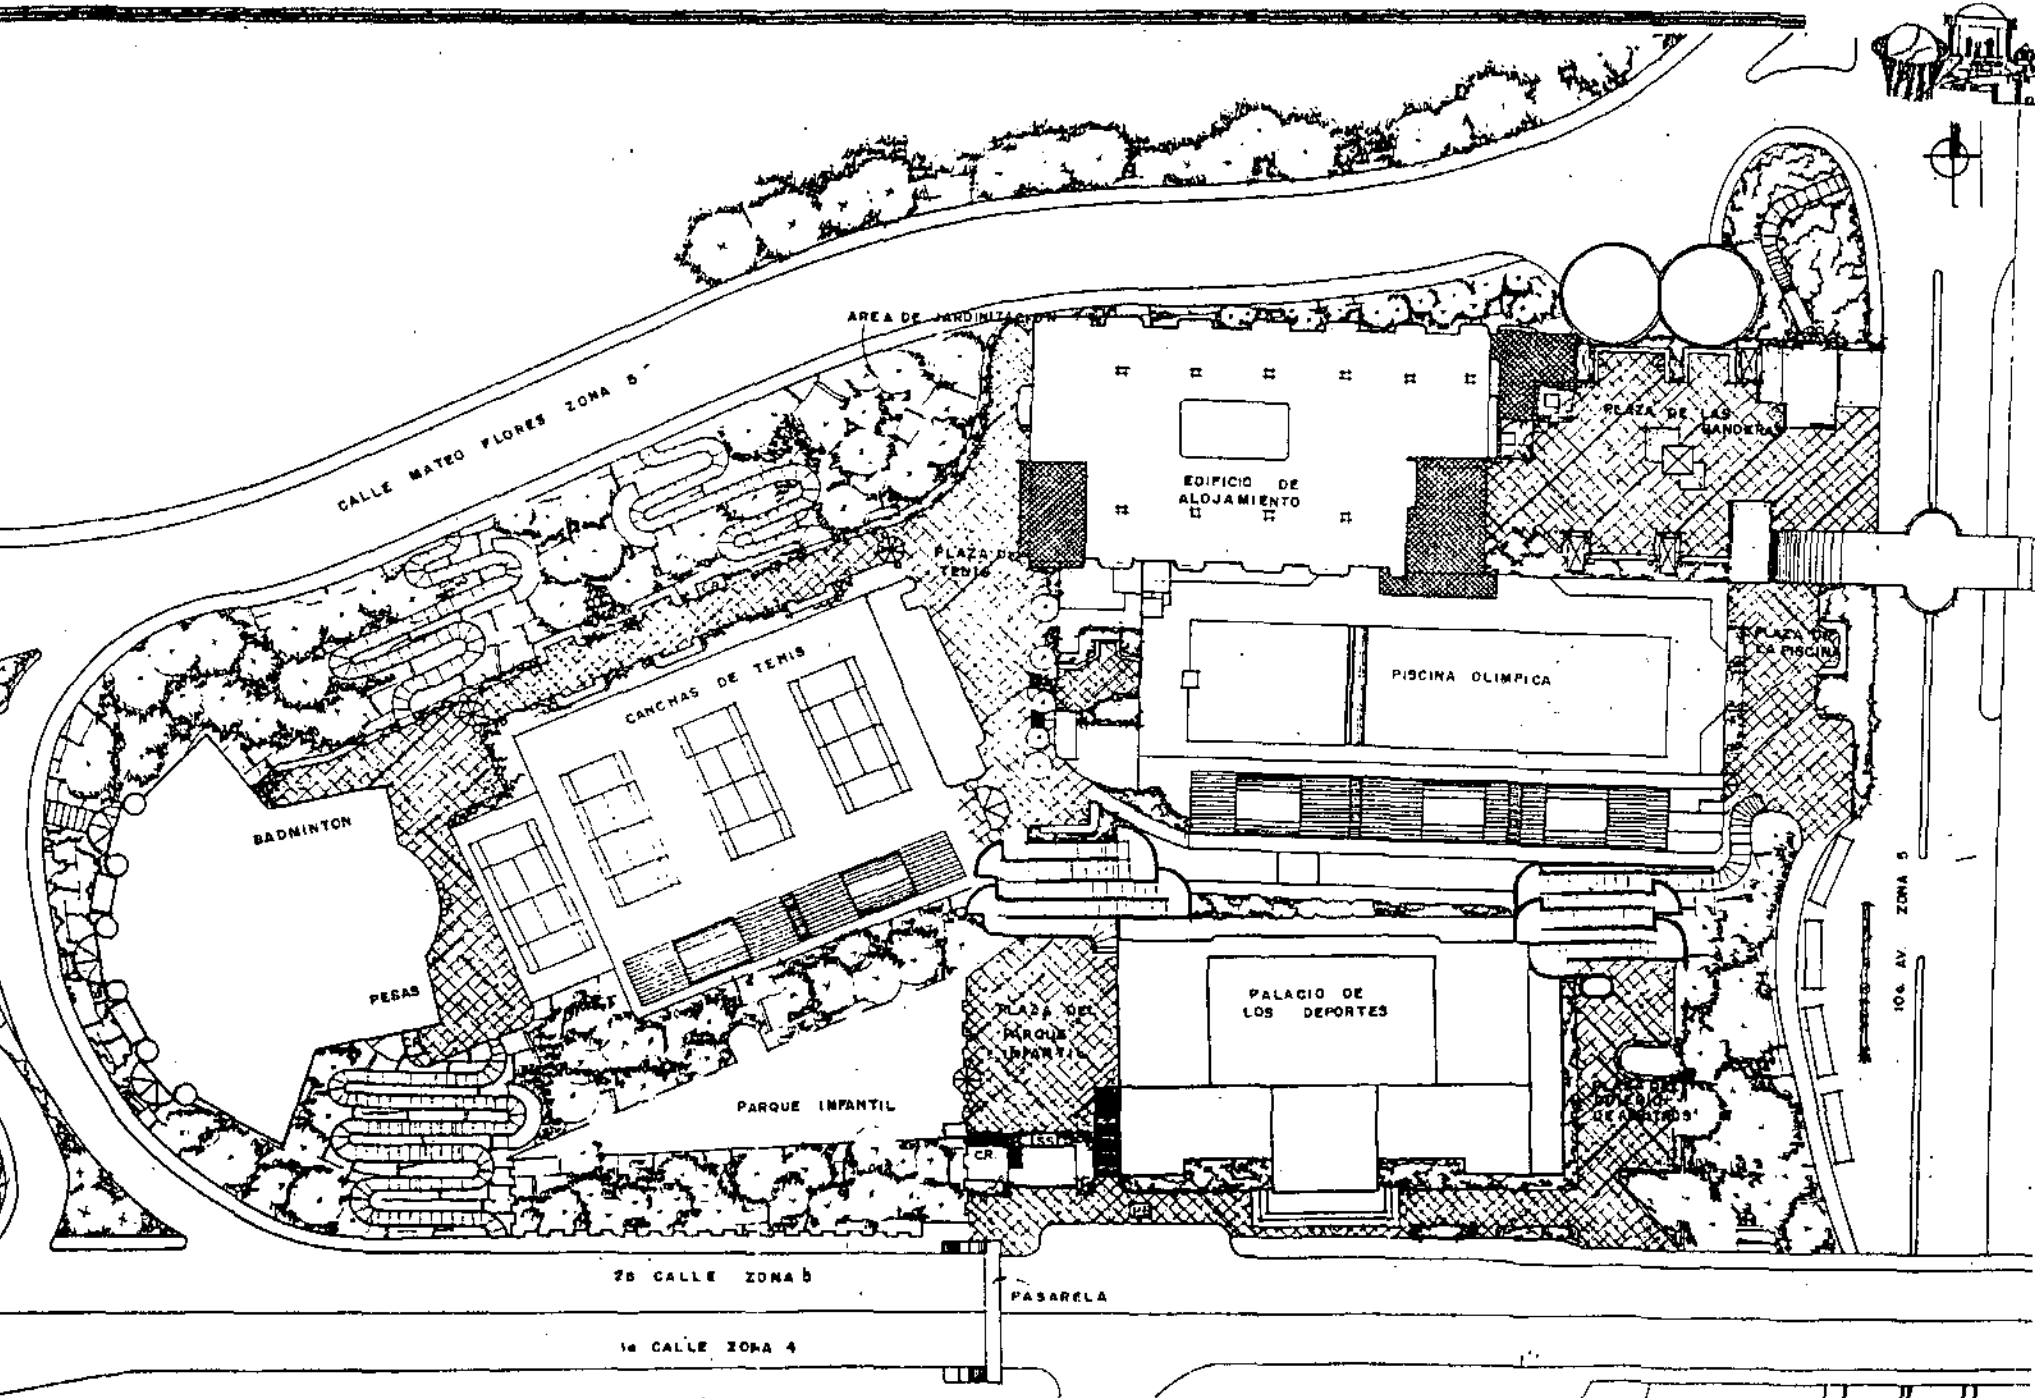 AREA DE JARDINIZACION
CALLE MATEO FLORES ZONA 5
PLAZA DE LAS
BANDERAS
EDIFICIO DE
ALOJAMIENTO
PLAZA DE
TENIS
PLAZA DE
LA PISCINA
PISCINA OLIMPICA
CANCHAS DE TENIS
BADMINTON
PESAS
PALACIO DE
LOS DEPORTES
PLAZA DEL
PARQUE
INFANTIL
PARQUE INFANTIL
CR.
SS
10a. AV ZONA 5
CALLE ZONA 5
PASARELA
1a CALLE ZONA 4